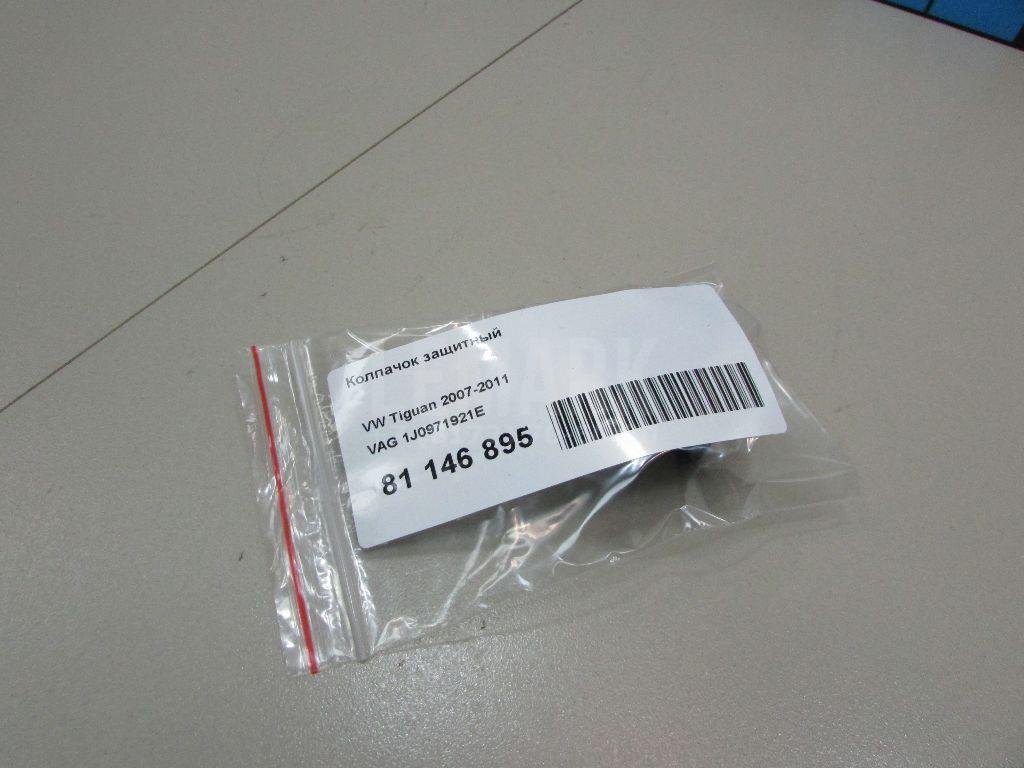 Колпачок защитный
VW Tiguan 2007-2011
VAG 1J0971921E
81 146 895